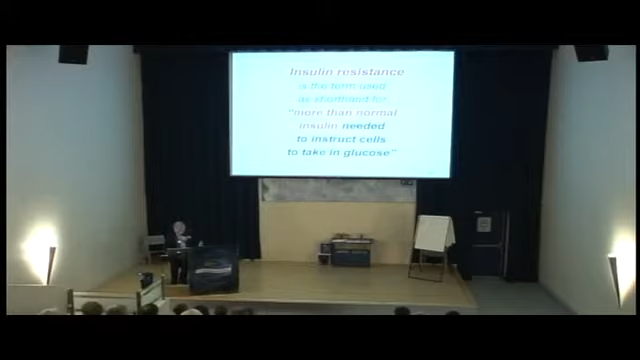 Insulin resistance
is the term used
as shorthand for
"more than normal
insulin needed
to instruct cells
to take in glucose"